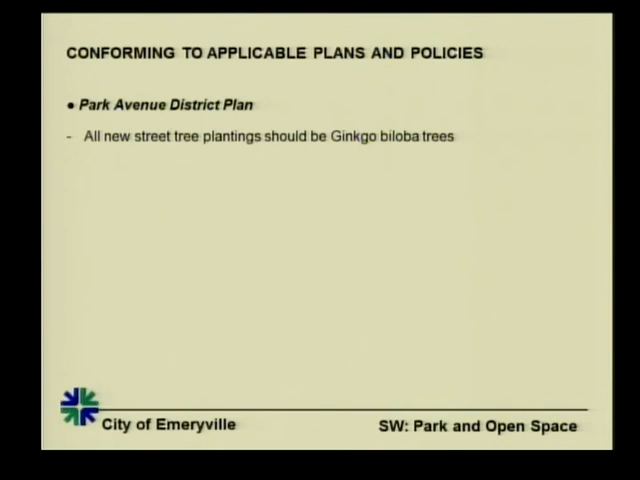 CONFORMING TO APPLICABLE PLANS AND POLICIES
● Park Avenue District Plan
- All new street tree plantings should be Ginkgo biloba trees
City of Emeryville
SW: Park and Open Space